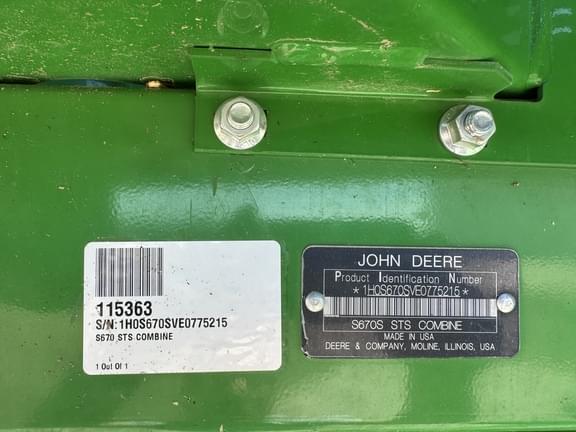 115363
S/N:1H0S670SVE0775215
S670 STS COMBINE
1 Out Of 1
JOHN DEERE
Product Identification Number
*1H0S670SVE0775215*
S670S STS COMBINE
MADE IN USA
DEERE & COMPANY, MOLINE, ILLINOIS, USA